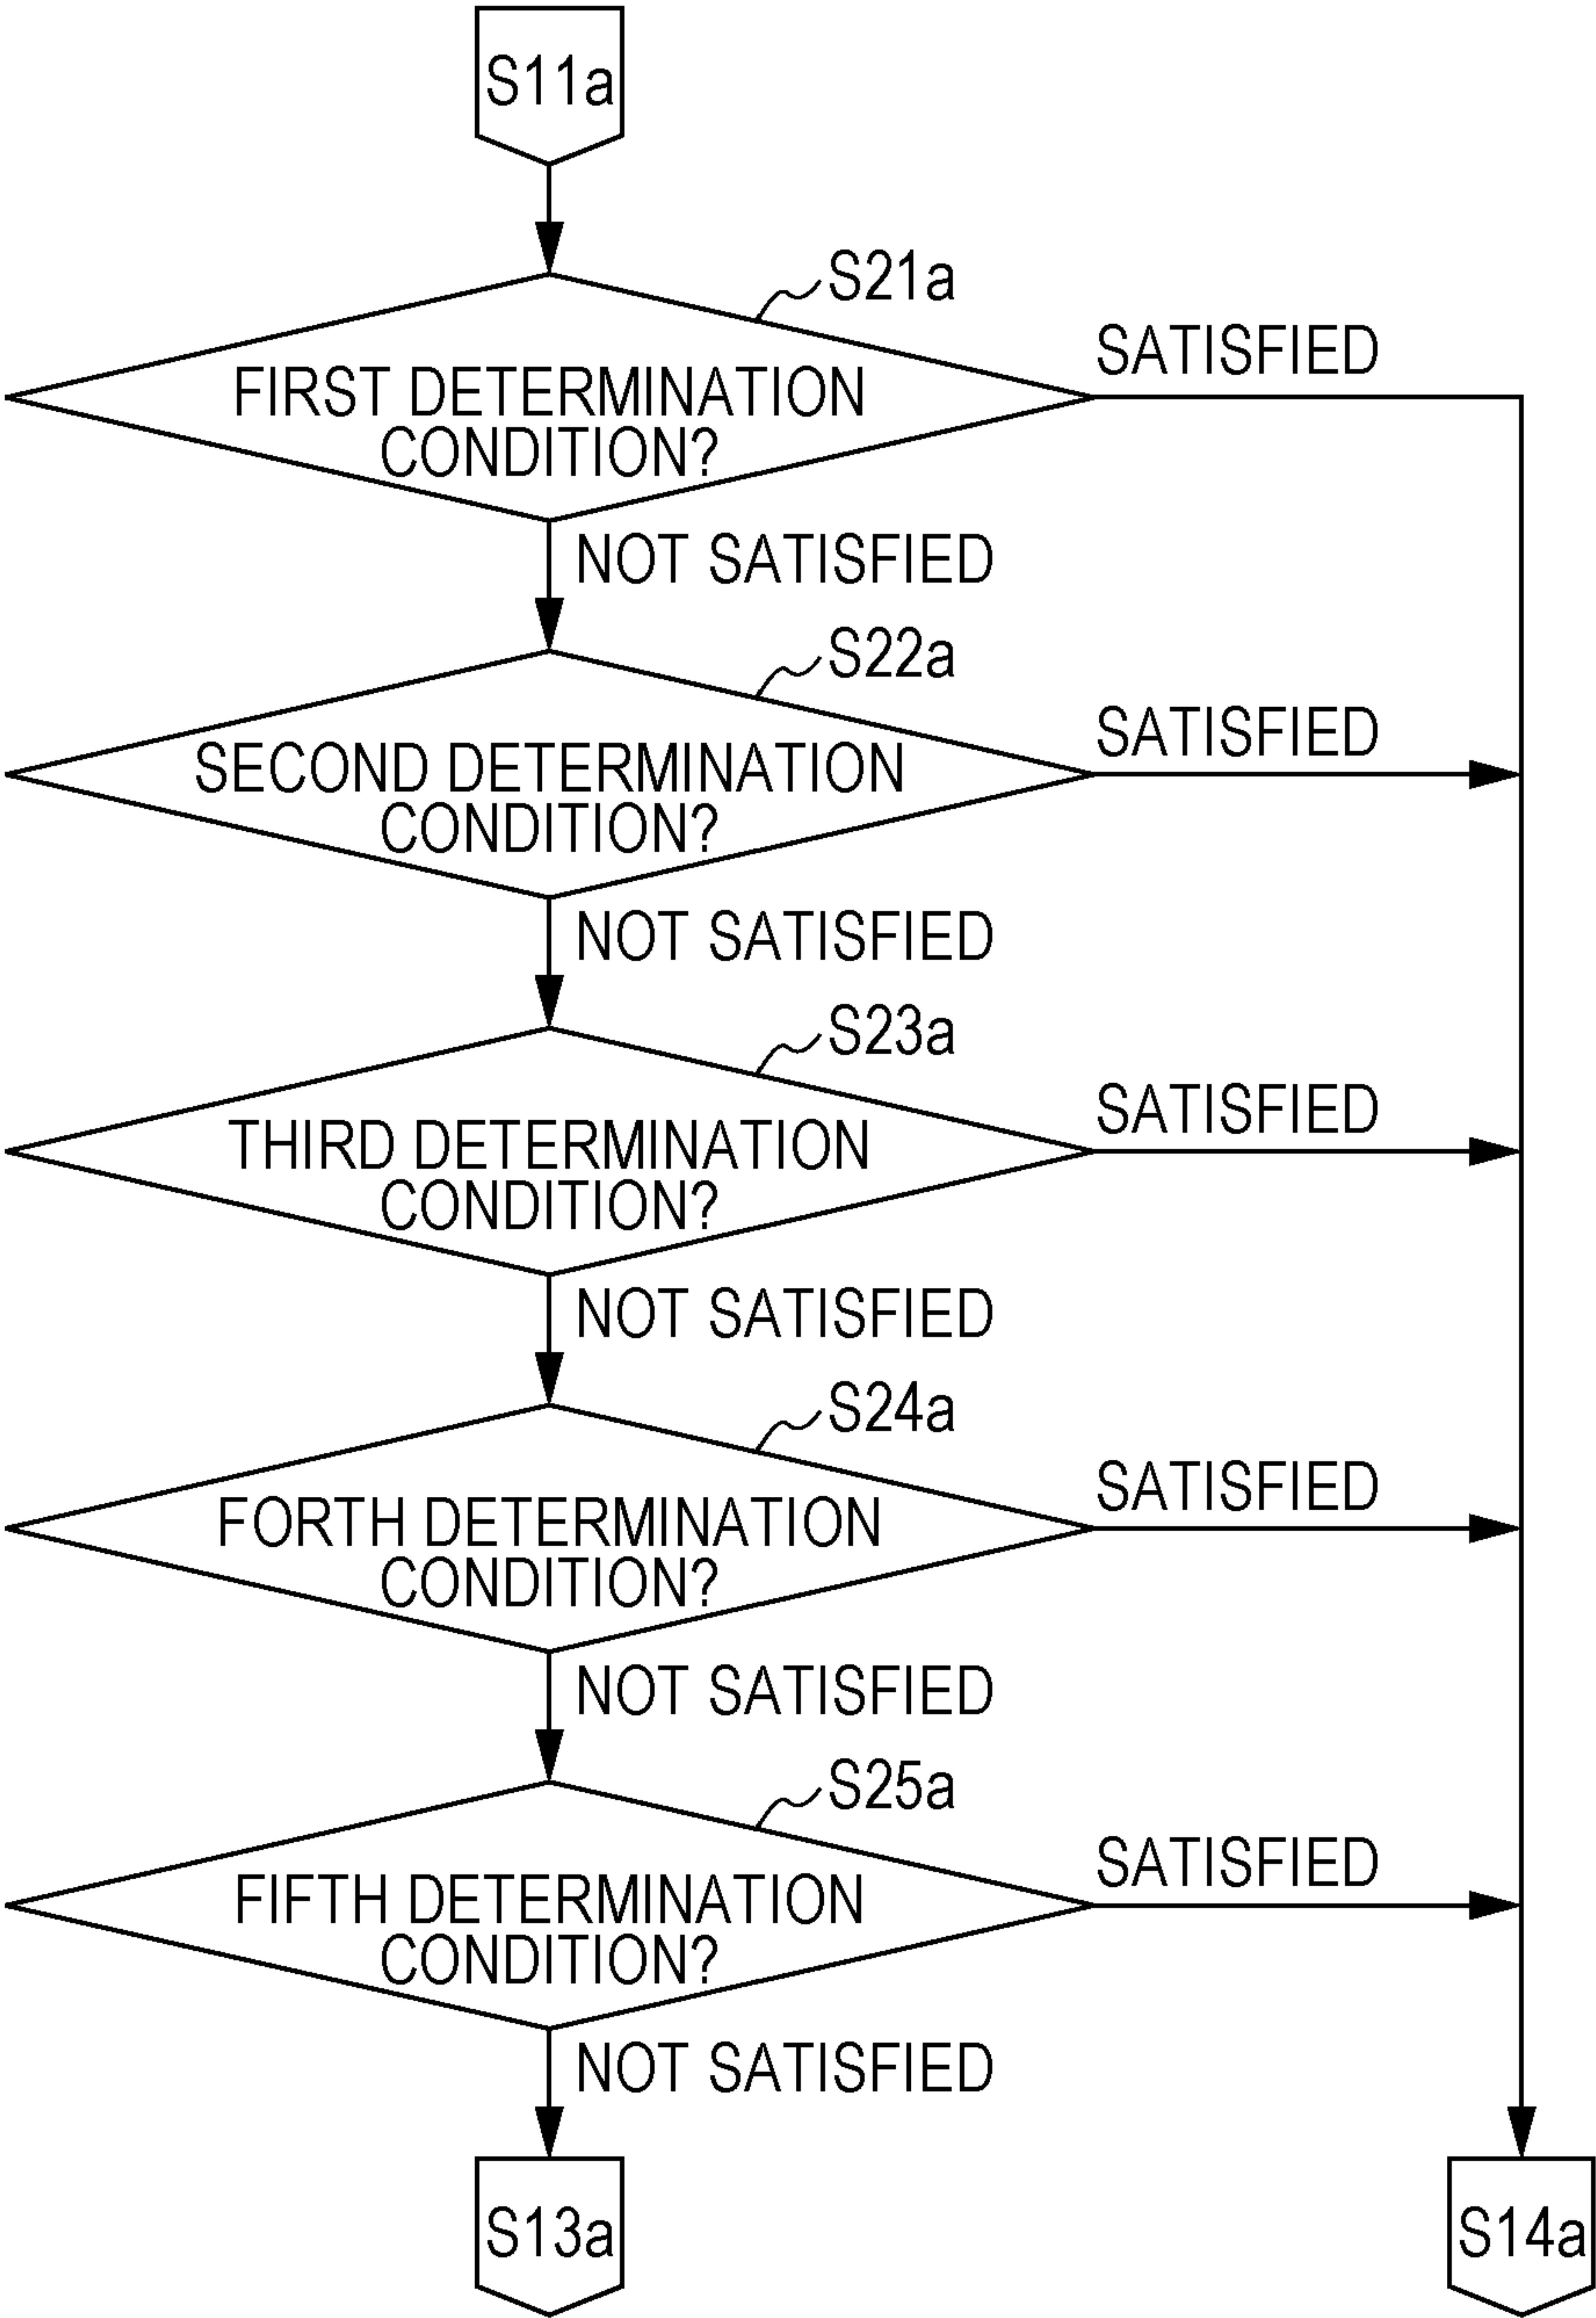 S11a
S21a
SATISFIED
FIRST DETERMINATION
CONDITION?
NOT SATISFIED
S22a
SATISFIED
SECOND DETERMINATION
CONDITION?
NOT SATISFIED
S23a
SATISFIED
THIRD DETERMINATION
CONDITION?
NOT SATISFIED
S24a
SATISFIED
FORTH DETERMINATION
CONDITION?
NOT SATISFIED
S25a
SATISFIED
FIFTH DETERMINATION
CONDITION?
NOT SATISFIED
S13a
S14a